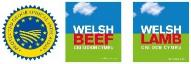 WELSH
BEEF
CIG EIDION CYMRU
WELSH
LAMB
CIG OEN CYMRU